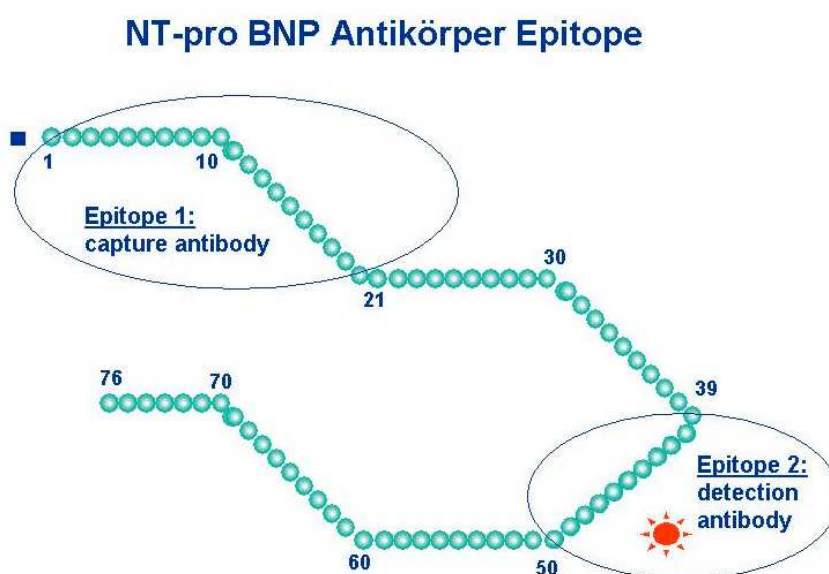 NT-pro BNP Antikörper Epitope
1
10
Epitope 1:
capture antibody
21
30
76
70
39
Epitope 2:
detection
antibody
60
50